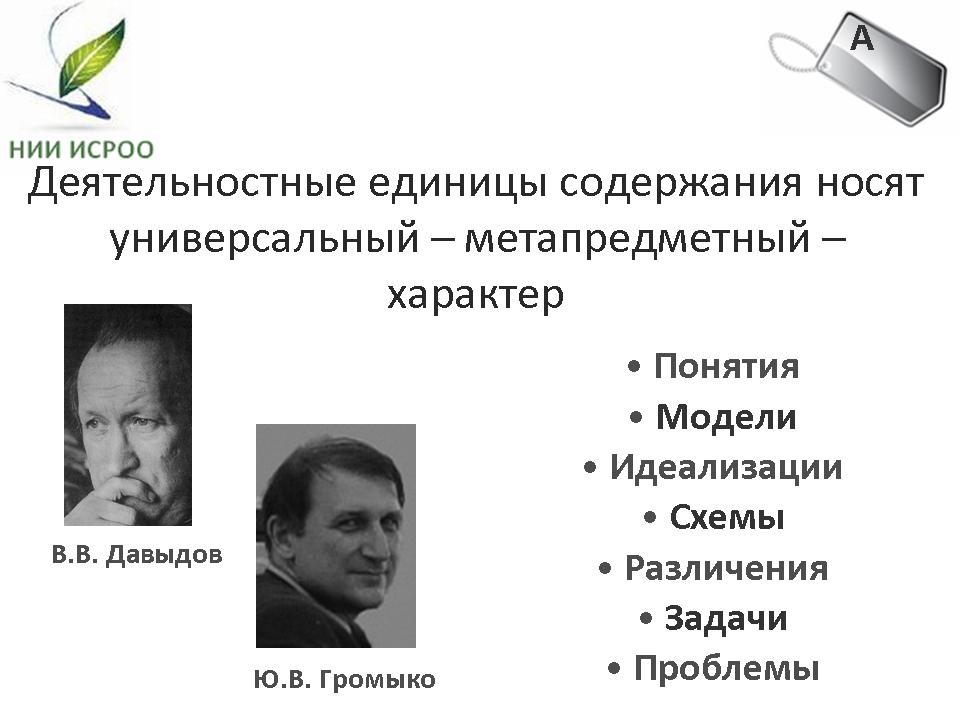 НИИ ИСРОО
А
Деятельностные единицы содержания носят
универсальный – метапредметный –
характер
• Понятия
• Модели
• Идеализации
• Схемы
• Различения
• Задачи
• Проблемы
В.В. Давыдов
Ю.В. Громыко